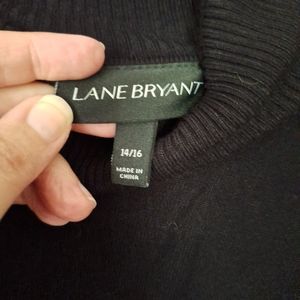 LANE BRYANT
14/16
MADE IN
CHINA